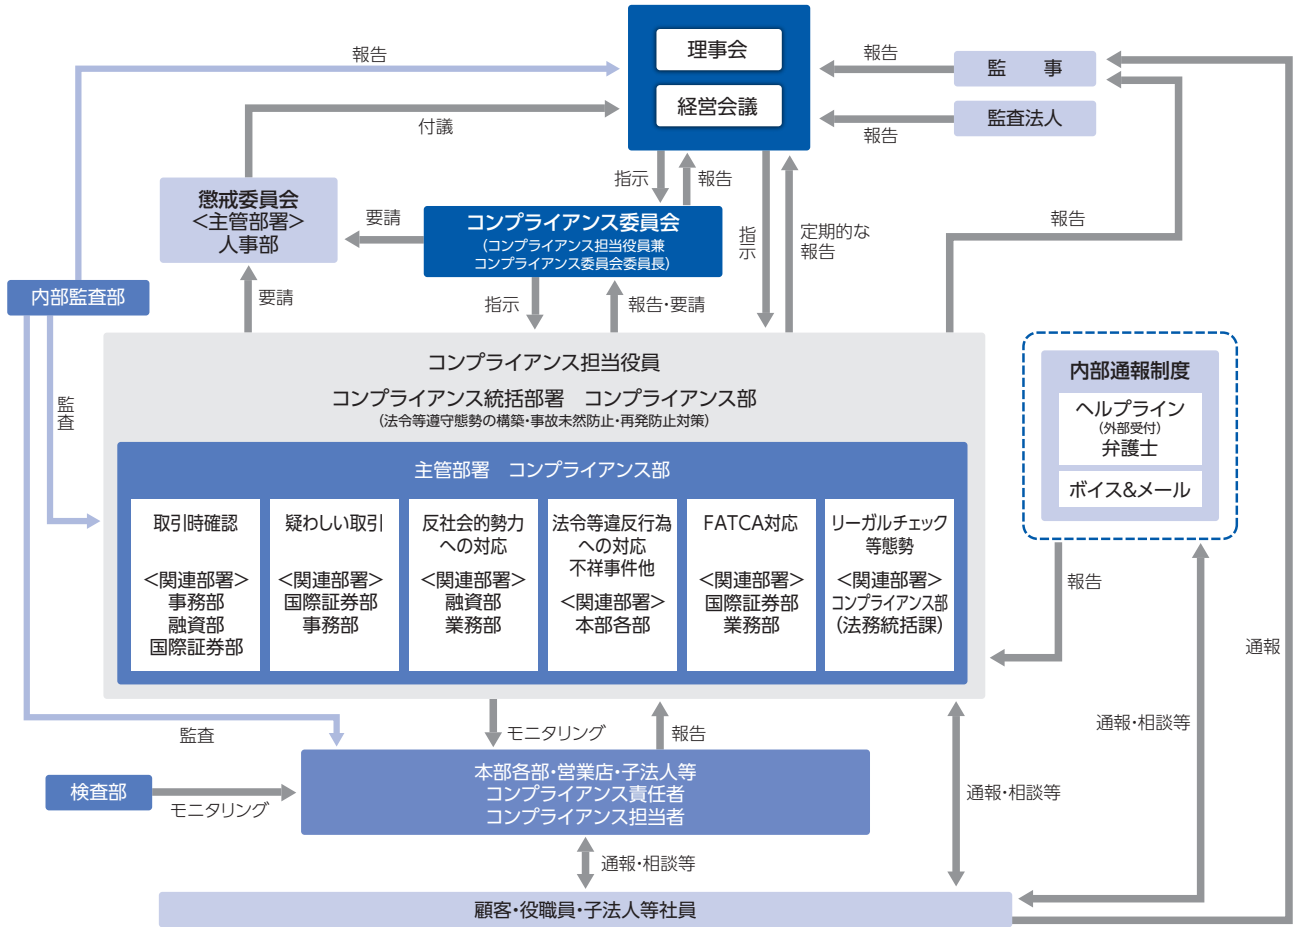 理事会
経営会議
報告
付議
報告
監　事
報告
監査法人
指示
報告
懲戒委員会
<主管部署>
人事部
要請
コンプライアンス委員会
(コンプライアンス担当役員兼
コンプライアンス委員会委員長)
指示
定期的な
報告
報告
内部監査部
要請
指示
報告・要請
監査
コンプライアンス担当役員
コンプライアンス統括部署　コンプライアンス部
(法令等遵守態勢の構築・事故未然防止・再発防止対策)
主管部署　コンプライアンス部
取引時確認
<関連部署>
事務部
融資部
国際証券部
疑わしい取引
<関連部署>
国際証券部
事務部
反社会的勢力
への対応
<関連部署>
融資部
業務部
法令等違反行為
への対応
不祥事件他
<関連部署>
本部各部
FATCA対応
<関連部署>
国際証券部
業務部
リーガルチェック
等態勢
<関連部署>
コンプライアンス部
(法務統括課)
内部通報制度
ヘルプライン
(外部受付)
弁護士
ボイス&メール
報告
通報
通報・相談等
監査
モニタリング
報告
検査部
モニタリング
本部各部・営業店・子法人等
コンプライアンス責任者
コンプライアンス担当者
通報・相談等
通報・相談等
顧客・役職員・子法人等社員